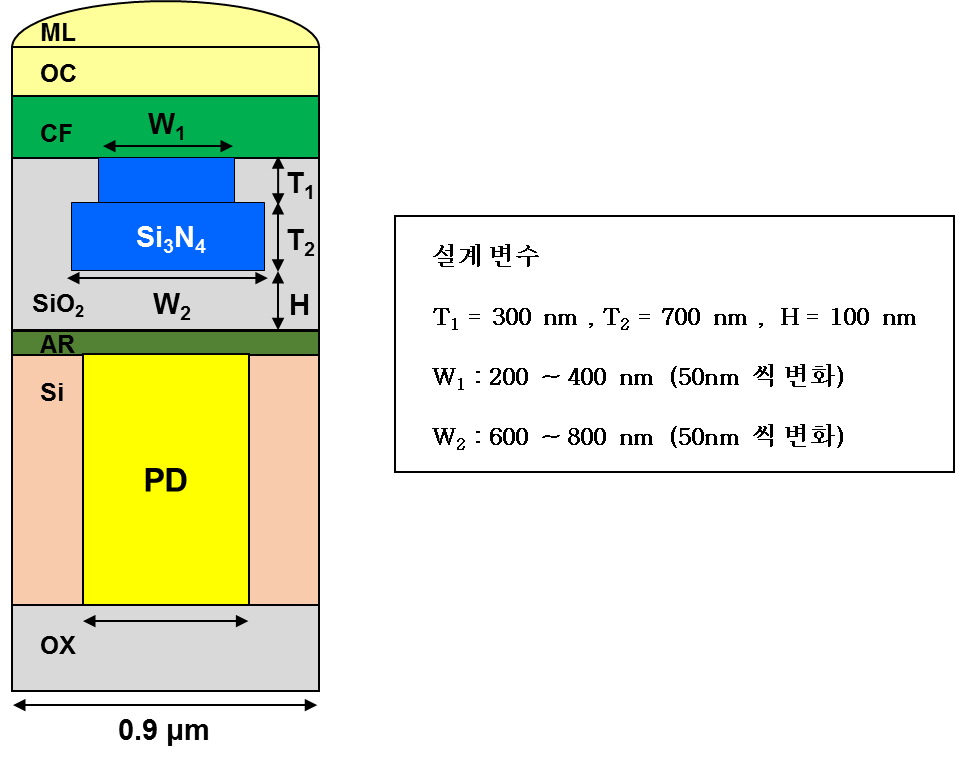 ML
OC
CF
W₁
T₁
Si₃N₄
T₂
SiO₂
W₂
H
AR
Si
PD
OX
0.9 μm
설계 변수
T₁ = 300 nm , T₂ = 700 nm , H = 100 nm
W₁ : 200 ~ 400 nm (50nm 씩 변화)
W₂ : 600 ~ 800 nm (50nm 씩 변화)